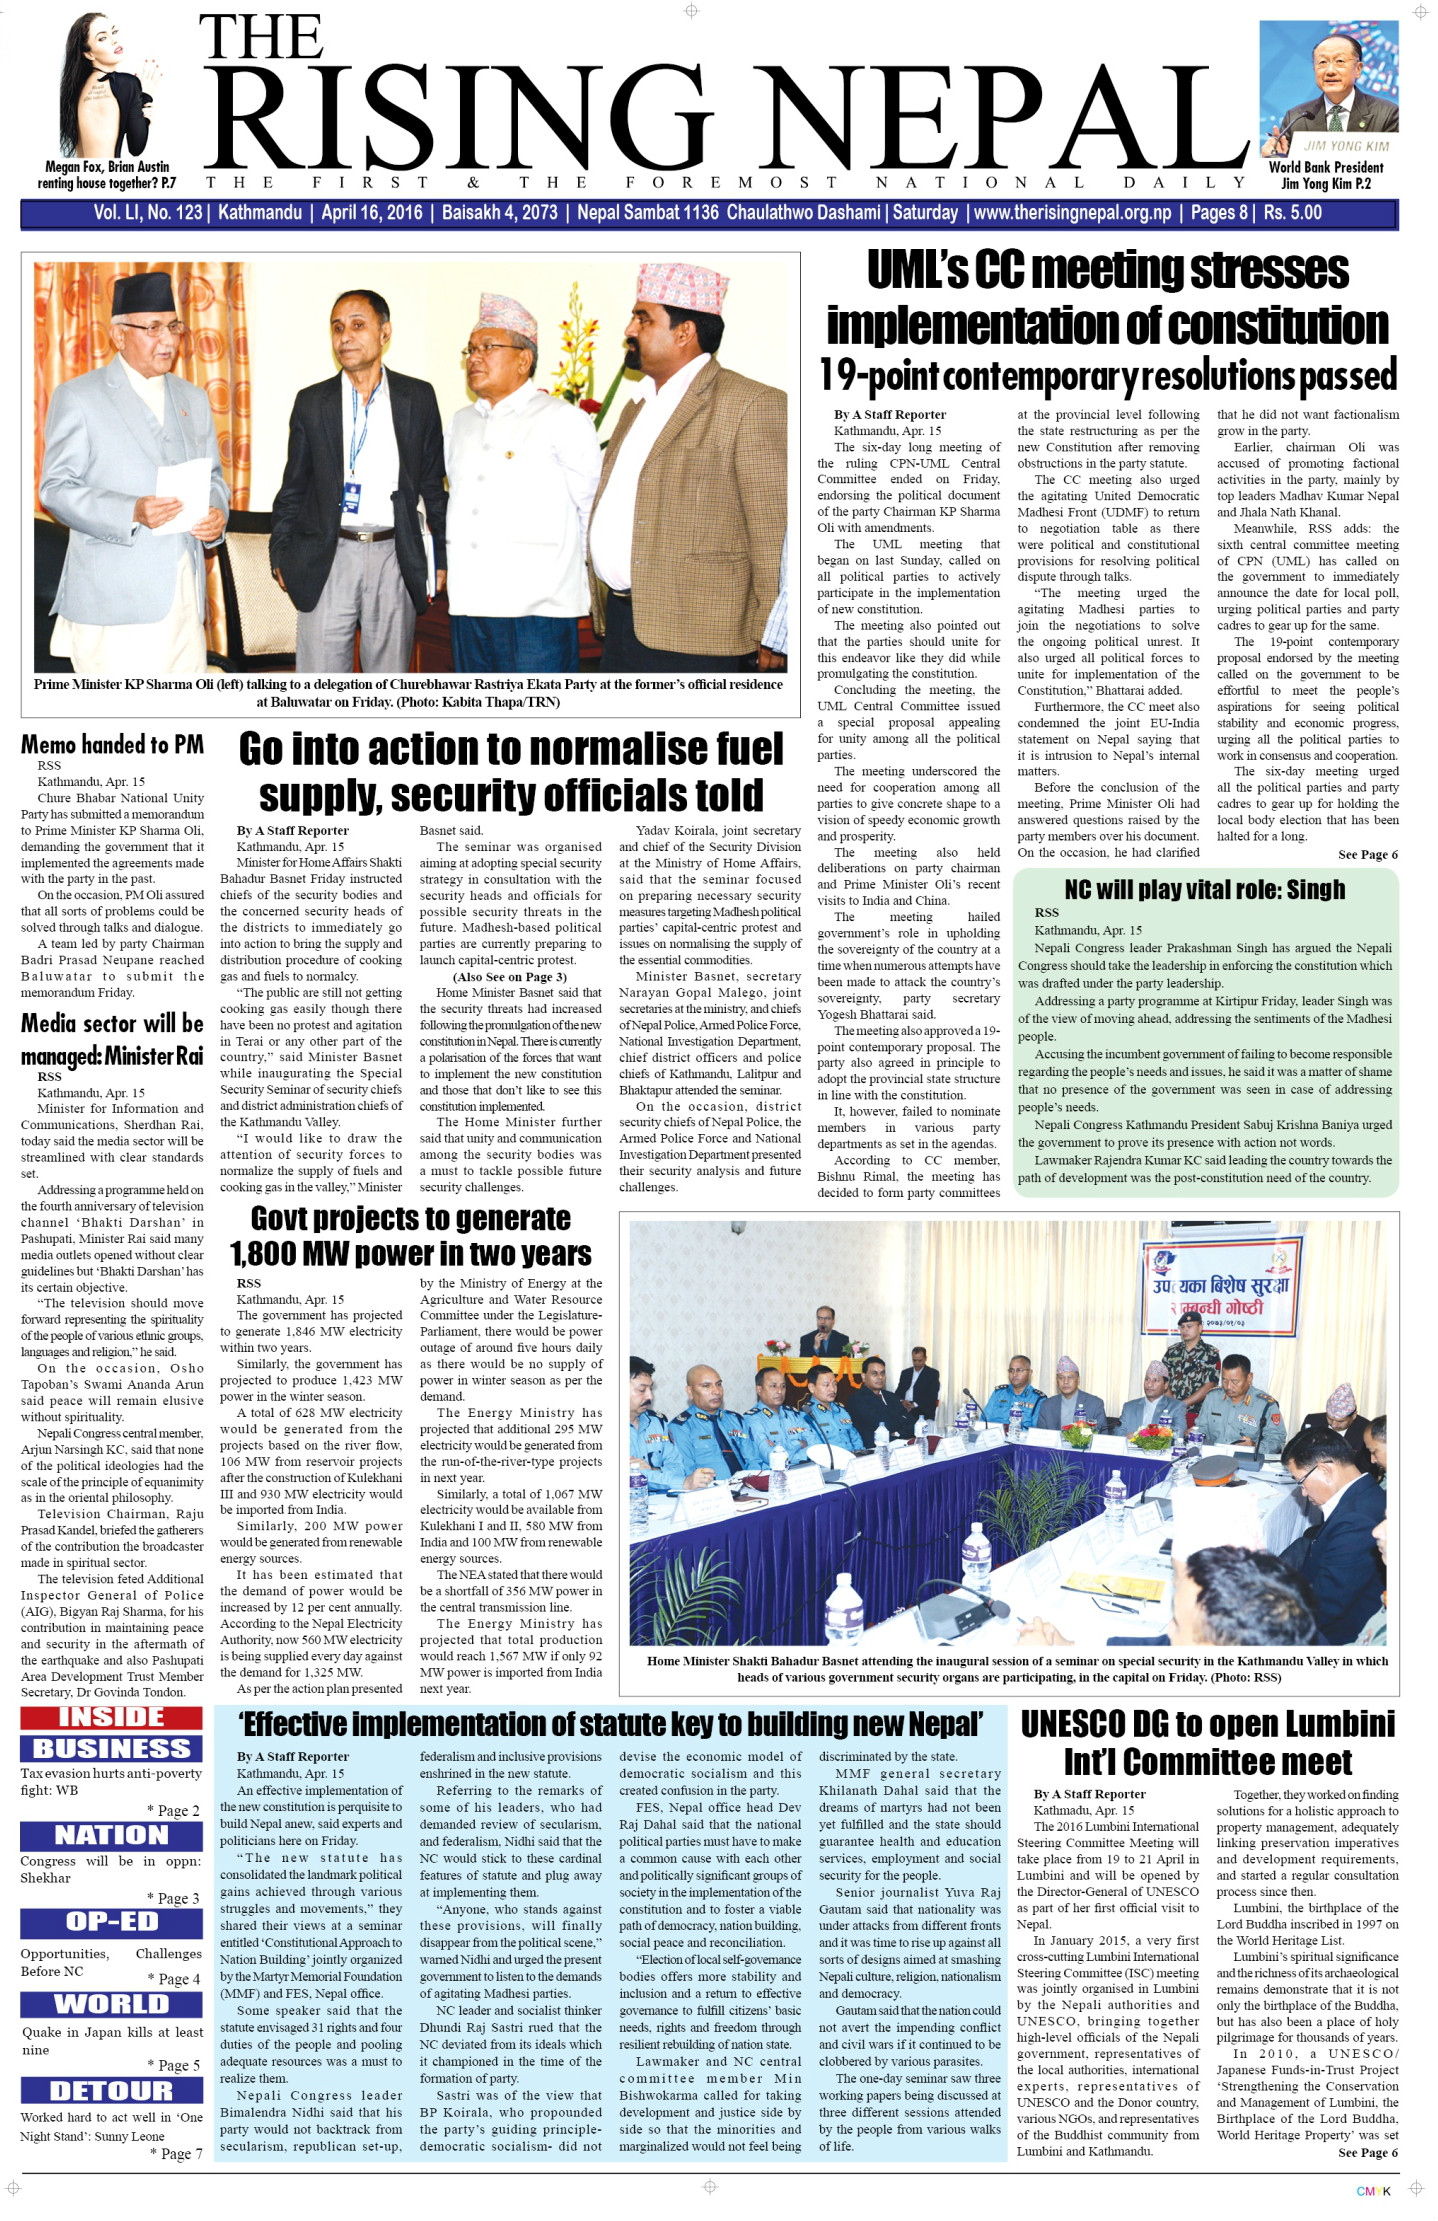 THE
RISING NEPAL
THE FIRST & THE FOREMOST NATIONAL DAILY
Megan Fox, Brian Austin
renting house together? P.7
JIM YONG KIM
World Bank President
Jim Yong Kim P.2
Vol. LI, No. 123 | Kathmandu | April 16, 2016 | Baisakh 4, 2073 | Nepal Sambat 1136 Chaulathwo Dashami | Saturday | www.therisingnepal.org.np | Pages 8 | Rs. 5.00
Prime Minister KP Sharma Oli (left) talking to a delegation of Churebhawar Rastriya Ekata Party at the former's official residence
at Baluwatar on Friday. (Photo: Kabita Thapa/TRN)
UML's CC meeting stresses
implementation of constitution
19-point contemporary resolutions passed
By A Staff Reporter
Kathmandu, Apr. 15
The six-day long meeting of
the ruling CPN-UML Central
Committee ended on Friday,
endorsing the political document
of the party Chairman KP Sharma
Oli with amendments.
The UML meeting that
began on last Sunday, called on
all political parties to actively
participate in the implementation
of new constitution.
The meeting also pointed out
that the parties should unite for
this endeavor like they did while
promulgating the constitution.
Concluding the meeting, the
UML Central Committee issued
a special proposal appealing
for unity among all the political
parties.
The meeting underscored the
need for cooperation among all
parties to give concrete shape to a
vision of speedy economic growth
and prosperity.
The meeting also held
deliberations on party chairman
and Prime Minister Oli's recent
visits to India and China.
The meeting hailed
government's role in upholding
the sovereignty of the country at a
time when numerous attempts have
been made to attack the country's
sovereignty, party secretary
Yogesh Bhattarai said.
The meeting also approved a 19-
point contemporary proposal. The
party also agreed in principle to
adopt the provincial state structure
in line with the constitution.
It, however, failed to nominate
members in various party
departments as set in the agendas.
According to CC member,
Bishnu Rimal, the meeting has
decided to form party committees
at the provincial level following
the state restructuring as per the
new Constitution after removing
obstructions in the party statute.
The CC meeting also urged
the agitating United Democratic
Madhesi Front (UDMF) to return
to negotiation table as there
were political and constitutional
provisions for resolving political
dispute through talks.
"The meeting urged the
agitating Madhesi parties to
join the negotiations to solve
the ongoing political unrest. It
also urged all political forces to
unite for implementation of the
Constitution," Bhattarai added.
Furthermore, the CC meet also
condemned the joint EU-India
statement on Nepal saying that
it is intrusion to Nepal's internal
matters.
Before the conclusion of the
meeting, Prime Minister Oli had
answered questions raised by the
party members over his document.
On the occasion, he had clarified
that he did not want factionalism
grow in the party.
Earlier, chairman Oli was
accused of promoting factional
activities in the party, mainly by
top leaders Madhav Kumar Nepal
and Jhala Nath Khanal.
Meanwhile, RSS adds: the
sixth central committee meeting
of CPN (UML) has called on
the government to immediately
announce the date for local poll,
urging political parties and party
cadres to gear up for the same.
The 19-point contemporary
proposal endorsed by the meeting
called on the government to be
effortful to meet the people's
aspirations for seeing political
stability and economic progress,
urging all the political parties to
work in consensus and cooperation.
The six-day meeting urged
all the political parties and party
cadres to gear up for holding the
local body election that has been
halted for a long.
See Page 6
Memo handed to PM
RSS
Kathmandu, Apr. 15
Chure Bhabar National Unity
Party has submitted a memorandum
to Prime Minister KP Sharma Oli,
demanding the government that it
implemented the agreements made
with the party in the past.
On the occasion, PM Oli assured
that all sorts of problems could be
solved through talks and dialogue.
A team led by party Chairman
Badri Prasad Neupane reached
Baluwatar to submit the
memorandum Friday.
Media sector will be
managed: Minister Rai
RSS
Kathmandu, Apr. 15
Minister for Information and
Communications, Sherdhan Rai,
today said the media sector will be
streamlined with clear standards
set.
Addressing a programme held on
the fourth anniversary of television
channel 'Bhakti Darshan' in
Pashupati, Minister Rai said many
media outlets opened without clear
guidelines but 'Bhakti Darshan' has
its certain objective.
"The television should move
forward representing the spirituality
of the people of various ethnic groups,
languages and religion," he said.
On the occasion, Osho
Tapoban's Swami Ananda Arun
said peace will remain elusive
without spirituality.
Nepali Congress central member,
Arjun Narsingh KC, said that none
of the political ideologies had the
scale of the principle of equanimity
as in the oriental philosophy.
Television Chairman, Raju
Prasad Kandel, briefed the gatherers
of the contribution the broadcaster
made in spiritual sector.
The television feted Additional
Inspector General of Police
(AIG), Bigyan Raj Sharma, for his
contribution in maintaining peace
and security in the aftermath of
the earthquake and also Pashupati
Area Development Trust Member
Secretary, Dr Govinda Tondon.
Go into action to normalise fuel
supply, security officials told
By A Staff Reporter
Kathmandu, Apr. 15
Minister for Home Affairs Shakti
Bahadur Basnet Friday instructed
chiefs of the security bodies and
the concerned security heads of
the districts to immediately go
into action to bring the supply and
distribution procedure of cooking
gas and fuels to normalcy.
"The public are still not getting
cooking gas easily though there
have been no protest and agitation
in Terai or any other part of the
country," said Minister Basnet
while inaugurating the Special
Security Seminar of security chiefs
and district administration chiefs of
the Kathmandu Valley.
"I would like to draw the
attention of security forces to
normalize the supply of fuels and
cooking gas in the valley," Minister
Basnet said.
The seminar was organised
aiming at adopting special security
strategy in consultation with the
security heads and officials for
possible security threats in the
future. Madhesh-based political
parties are currently preparing to
launch capital-centric protest.
(Also See on Page 3)
Home Minister Basnet said that
the security threats had increased
following the promulgation of the new
constitution in Nepal. There is currently
a polarisation of the forces that want
to implement the new constitution
and those that don't like to see this
constitution implemented.
The Home Minister further
said that unity and communication
among the security bodies was
a must to tackle possible future
security challenges.
Yadav Koirala, joint secretary
and chief of the Security Division
at the Ministry of Home Affairs,
said that the seminar focused
on preparing necessary security
measures targeting Madhesh political
parties' capital-centric protest and
issues on normalising the supply of
the essential commodities.
Minister Basnet, secretary
Narayan Gopal Malego, joint
secretaries at the ministry, and chiefs
of Nepal Police, Armed Police Force,
National Investigation Department,
chief district officers and police
chiefs of Kathmandu, Lalitpur and
Bhaktapur attended the seminar.
On the occasion, district
security chiefs of Nepal Police, the
Armed Police Force and National
Investigation Department presented
their security analysis and future
challenges.
NC will play vital role: Singh
RSS
Kathmandu, Apr. 15
Nepali Congress leader Prakashman Singh has argued the Nepali
Congress should take the leadership in enforcing the constitution which
was drafted under the party leadership.
Addressing a party programme at Kirtipur Friday, leader Singh was
of the view of moving ahead, addressing the sentiments of the Madhesi
people.
Accusing the incumbent government of failing to become responsible
regarding the people's needs and issues, he said it was a matter of shame
that no presence of the government was seen in case of addressing
people's needs.
Nepali Congress Kathmandu President Sabuj Krishna Baniya urged
the government to prove its presence with action not words.
Lawmaker Rajendra Kumar KC said leading the country towards the
path of development was the post-constitution need of the country.
Govt projects to generate
1,800 MW power in two years
RSS
Kathmandu, Apr. 15
The government has projected
to generate 1,846 MW electricity
within two years.
Similarly, the government has
projected to produce 1,423 MW
power in the winter season.
A total of 628 MW electricity
would be generated from the
projects based on the river flow,
106 MW from reservoir projects
after the construction of Kulekhani
III and 930 MW electricity would
be imported from India.
Similarly, 200 MW power
would be generated from renewable
energy sources.
It has been estimated that
the demand of power would be
increased by 12 per cent annually.
According to the Nepal Electricity
Authority, now 560 MW electricity
is being supplied every day against
the demand for 1,325 MW.
As per the action plan presented
by the Ministry of Energy at the
Agriculture and Water Resource
Committee under the Legislature-
Parliament, there would be power
outage of around five hours daily
as there would be no supply of
power in winter season as per the
demand.
The Energy Ministry has
projected that additional 295 MW
electricity would be generated from
the run-of-the-river-type projects
in next year.
Similarly, a total of 1,067 MW
electricity would be available from
Kulekhani I and II, 580 MW from
India and 100 MW from renewable
energy sources.
The NEA stated that there would
be a shortfall of 356 MW power in
the central transmission line.
The Energy Ministry has
projected that total production
would reach 1,567 MW if only 92
MW power is imported from India
next year.
बिशेष सुरक्षा
गोष्ठी
Home Minister Shakti Bahadur Basnet attending the inaugural session of a seminar on special security in the Kathmandu Valley in which
heads of various government security organs are participating, in the capital on Friday. (Photo: RSS)
INSIDE
BUSINESS
Tax evasion hurts anti-poverty
fight: WB
* Page 2
NATION
Congress will be in oppn:
Shekhar
* Page 3
OP-ED
Opportunities, Challenges
Before NC
* Page 4
WORLD
Quake in Japan kills at least
nine
* Page 5
DETOUR
Worked hard to act well in 'One
Night Stand': Sunny Leone
* Page 7
'Effective implementation of statute key to building new Nepal'
By A Staff Reporter
Kathmandu, Apr. 15
An effective implementation of
the new constitution is perquisite to
build Nepal anew, said experts and
politicians here on Friday.
"The new statute has
consolidated the landmark political
gains achieved through various
struggles and movements," they
shared their views at a seminar
entitled 'Constitutional Approach to
Nation Building' jointly organized
by the Martyr Memorial Foundation
(MMF) and FES, Nepal office.
Some speaker said that the
statute envisaged 31 rights and four
duties of the people and pooling
adequate resources was a must to
realize them.
Nepali Congress leader
Bimalendra Nidhi said that his
party would not backtrack from
secularism, republican set-up,
federalism and inclusive provisions
enshrined in the new statute.
Referring to the remarks of
some of his leaders, who had
demanded review of secularism,
and federalism, Nidhi said that the
NC would stick to these cardinal
features of statute and plug away
at implementing them.
"Anyone, who stands against
these provisions, will finally
disappear from the political scene,"
warned Nidhi and urged the present
government to listen to the demands
of agitating Madhesi parties.
NC leader and socialist thinker
Dhundi Raj Sastri rued that the
NC deviated from its ideals which
it championed in the time of the
formation of party.
Sastri was of the view that
BP Koirala, who propounded
the party's guiding principle-
democratic socialism- did not
devise the economic model of
democratic socialism and this
created confusion in the party.
FES, Nepal office head Dev
Raj Dahal said that the national
political parties must have to make
a common cause with each other
and politically significant groups of
society in the implementation of the
constitution and to foster a viable
path of democracy, nation building,
social peace and reconciliation.
"Election of local self-governance
bodies offers more stability and
inclusion and a return to effective
governance to fulfill citizens' basic
needs, rights and freedom through
resilient rebuilding of nation state.
Lawmaker and NC central
committee member Min
Bishwokarma called for taking
development and justice side by
side so that the minorities and
marginalized would not feel being
discriminated by the state.
MMF general secretary
Khilanath Dahal said that the
dreams of martyrs had not been
yet fulfilled and the state should
guarantee health and education
services, employment and social
security for the people.
Senior journalist Yuva Raj
Gautam said that nationality was
under attacks from different fronts
and it was time to rise up against all
sorts of designs aimed at smashing
Nepali culture, religion, nationalism
and democracy.
Gautam said that the nation could
not avert the impending conflict
and civil wars if it continued to be
clobbered by various parasites.
The one-day seminar saw three
working papers being discussed at
three different sessions attended
by the people from various walks
of life.
UNESCO DG to open Lumbini
Int'l Committee meet
By A Staff Reporter
Kathmadu, Apr. 15
The 2016 Lumbini International
Steering Committee Meeting will
take place from 19 to 21 April in
Lumbini and will be opened by
the Director-General of UNESCO
as part of her first official visit to
Nepal.
In January 2015, a very first
cross-cutting Lumbini International
Steering Committee (ISC) meeting
was jointly organised in Lumbini
by the Nepali authorities and
UNESCO, bringing together
high-level officials of the Nepali
government, representatives of
the local authorities, international
experts, representatives of
UNESCO and the Donor country,
various NGOs, and representatives
of the Buddhist community from
Lumbini and Kathmandu.
Together, they worked on finding
solutions for a holistic approach to
property management, adequately
linking preservation imperatives
and development requirements,
and started a regular consultation
process since then.
Lumbini, the birthplace of the
Lord Buddha inscribed in 1997 on
the World Heritage List.
Lumbini's spiritual significance
and the richness of its archaeological
remains demonstrate that it is not
only the birthplace of the Buddha,
but has also been a place of holy
pilgrimage for thousands of years.
In 2010, a UNESCO/
Japanese Funds-in-Trust Project
'Strengthening the Conservation
and Management of Lumbini, the
Birthplace of the Lord Buddha,
World Heritage Property' was set
See Page 6
CMYK